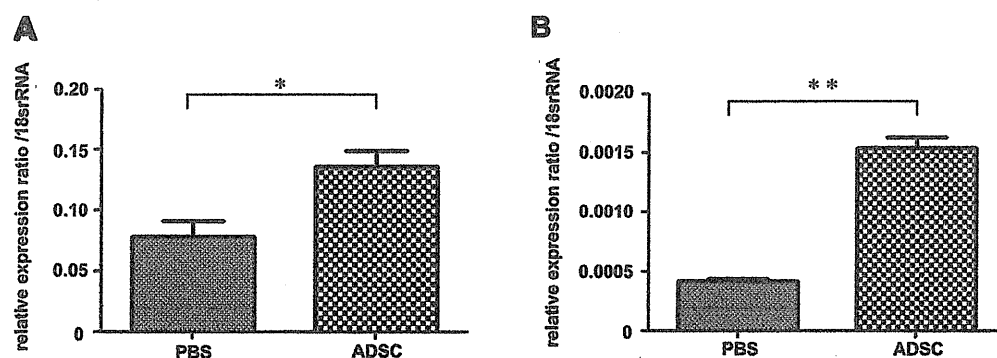 A
relative expression ratio /18srRNA
0.20
0.15
0.10
0.05
0
*
PBS
ADSC
B
relative expression ratio /18srRNA
0.0020
0.0015
0.0010
0.0005
0
**
PBS
ADSC